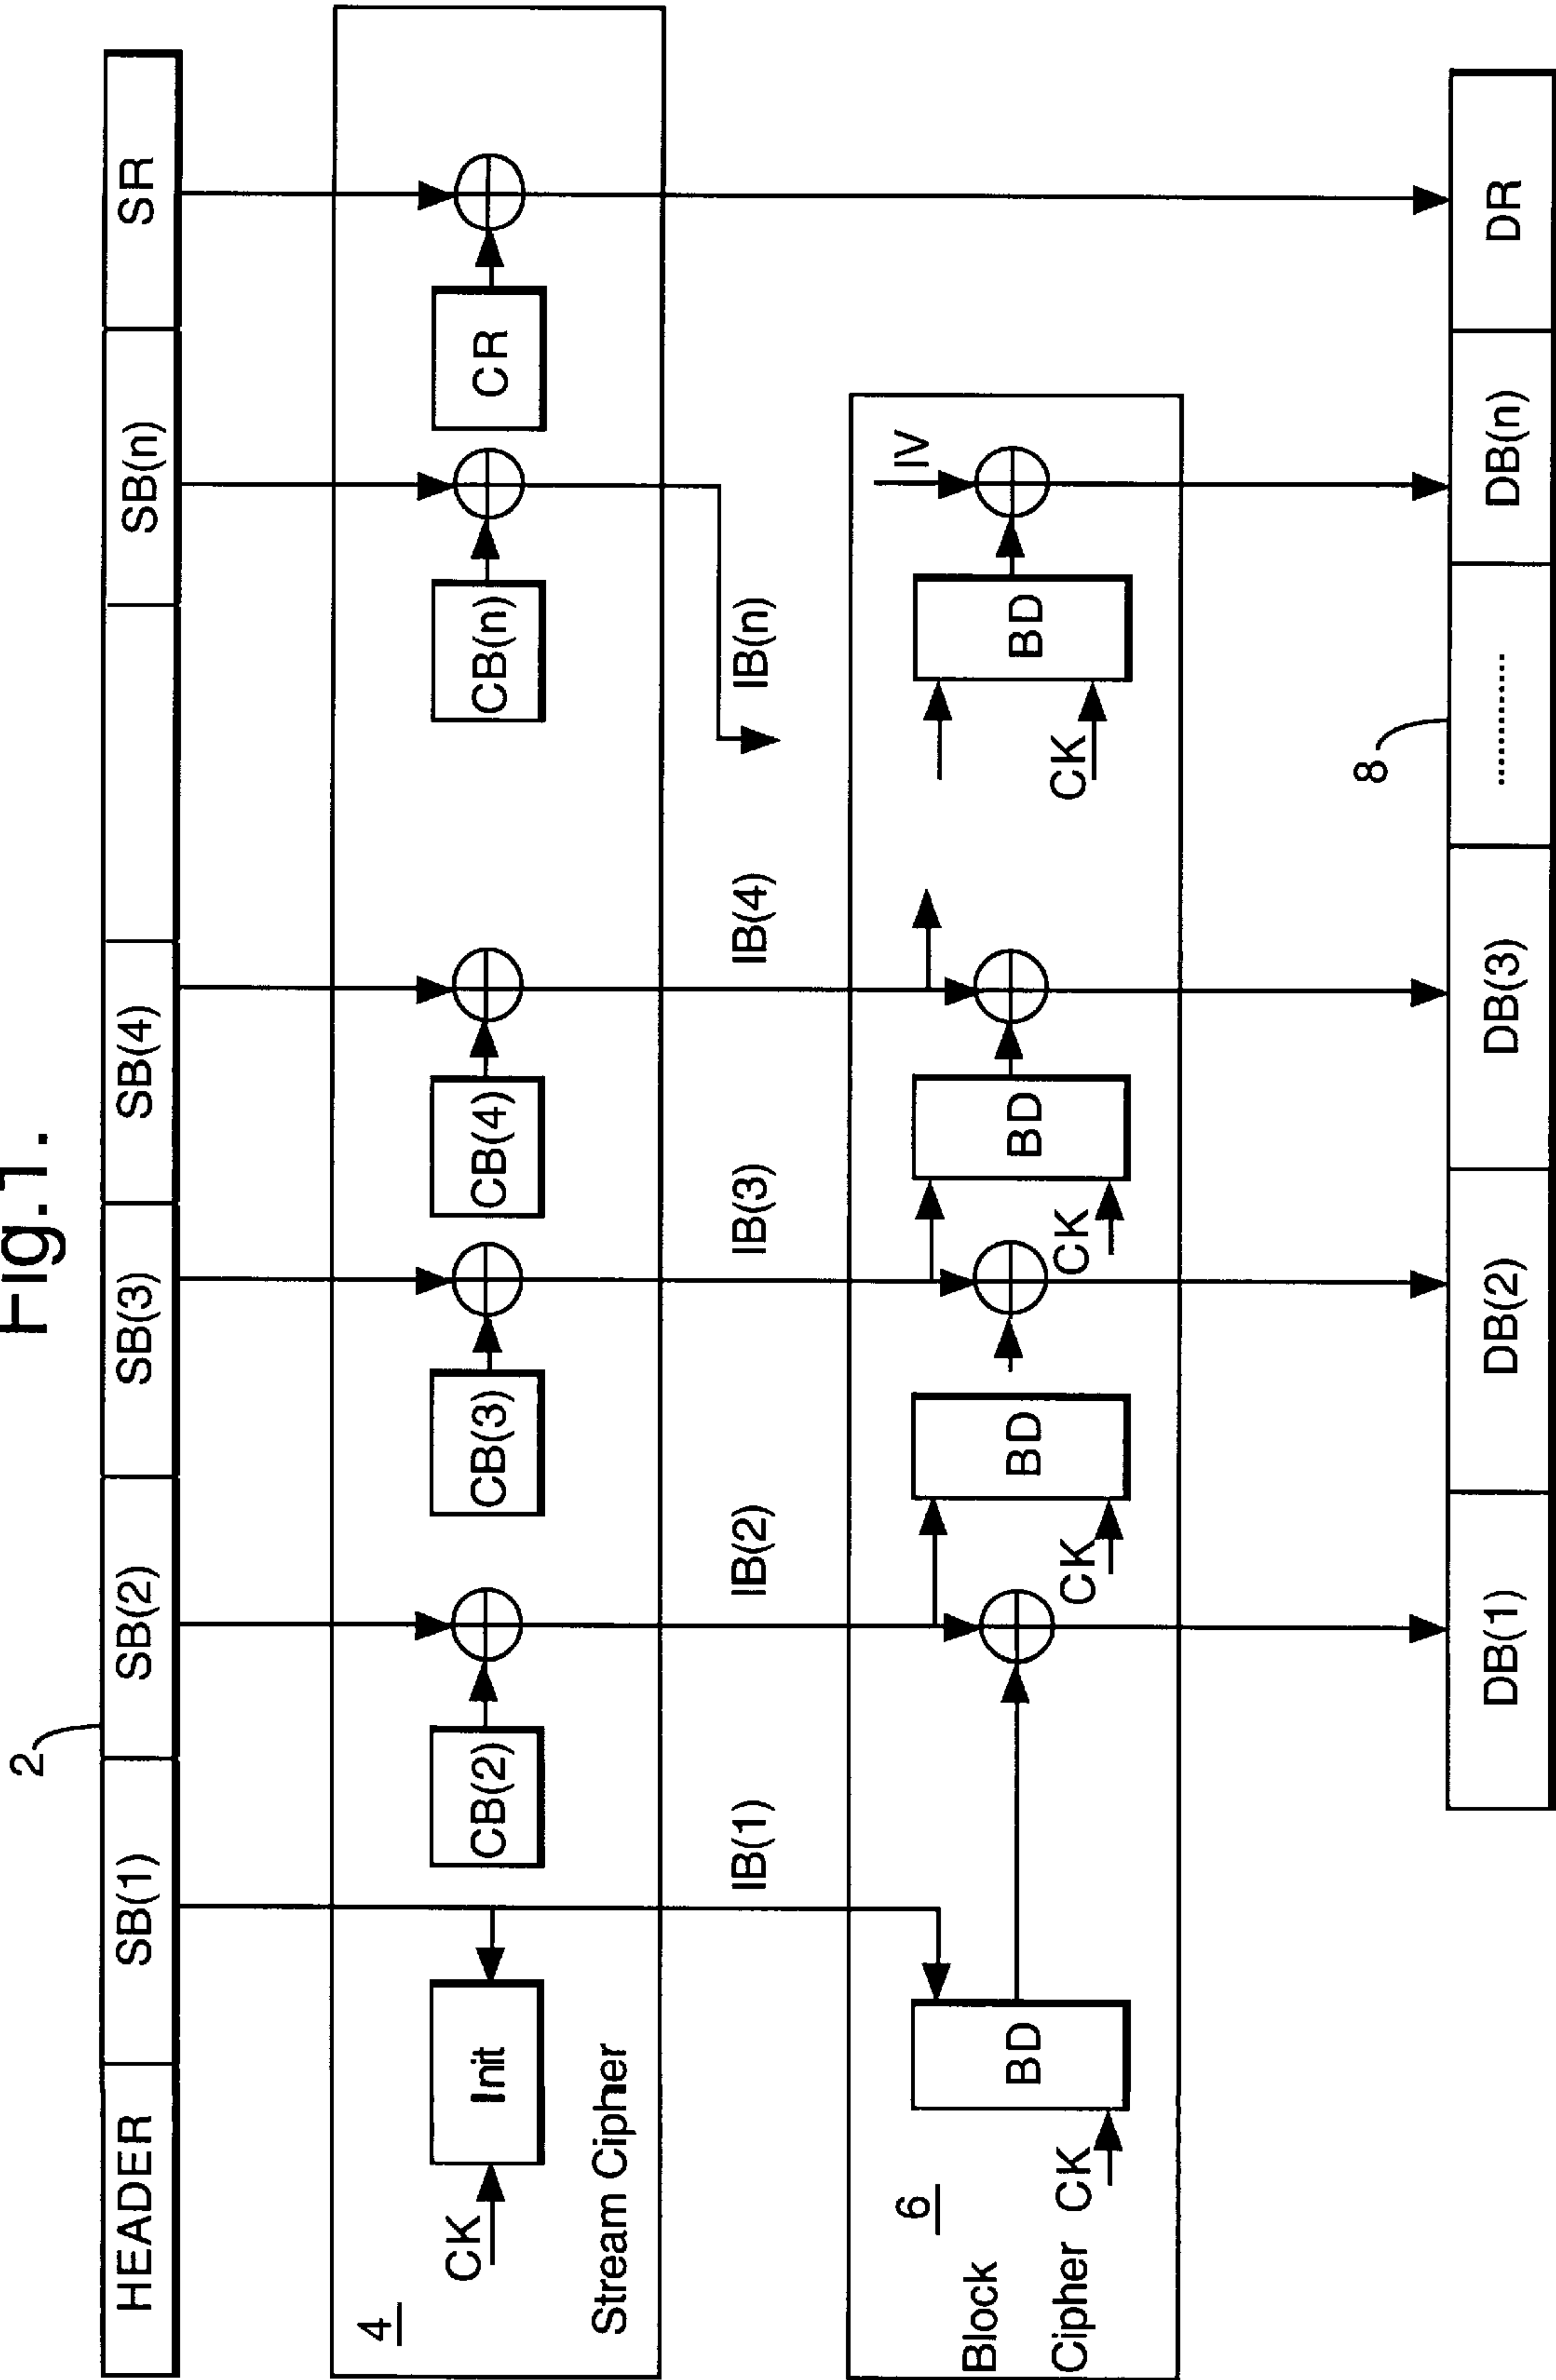 Fig.1.
2
HEADER SB(1) SB(2) SB(3) SB(4) SB(n) SR
4
CK Init CB(2) CB(3) CB(4) CB(n) CR
Stream Cipher
IB(1) IB(2) IB(3) IB(4) IB(n)
6
IV
Block
Cipher
BD BD BD BD
CK CK CK CK
8
DB(1) DB(2) DB(3) ............ DB(n) DR